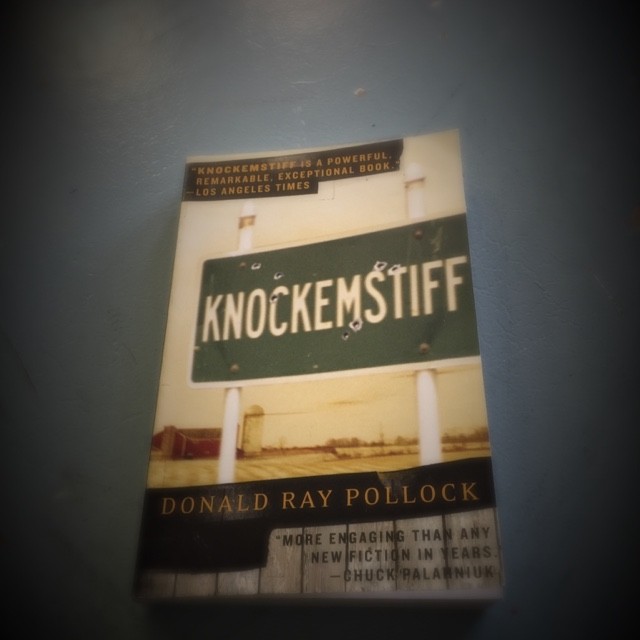 "KNOCKEMSTIFF IS A POWERFUL,
REMARKABLE, EXCEPTIONAL BOOK."
—LOS ANGELES TIMES
KNOCKEMSTIFF
DONALD RAY POLLOCK
"MORE ENGAGING THAN ANY
NEW FICTION IN YEARS.
—CHUCK PALAHNIUK